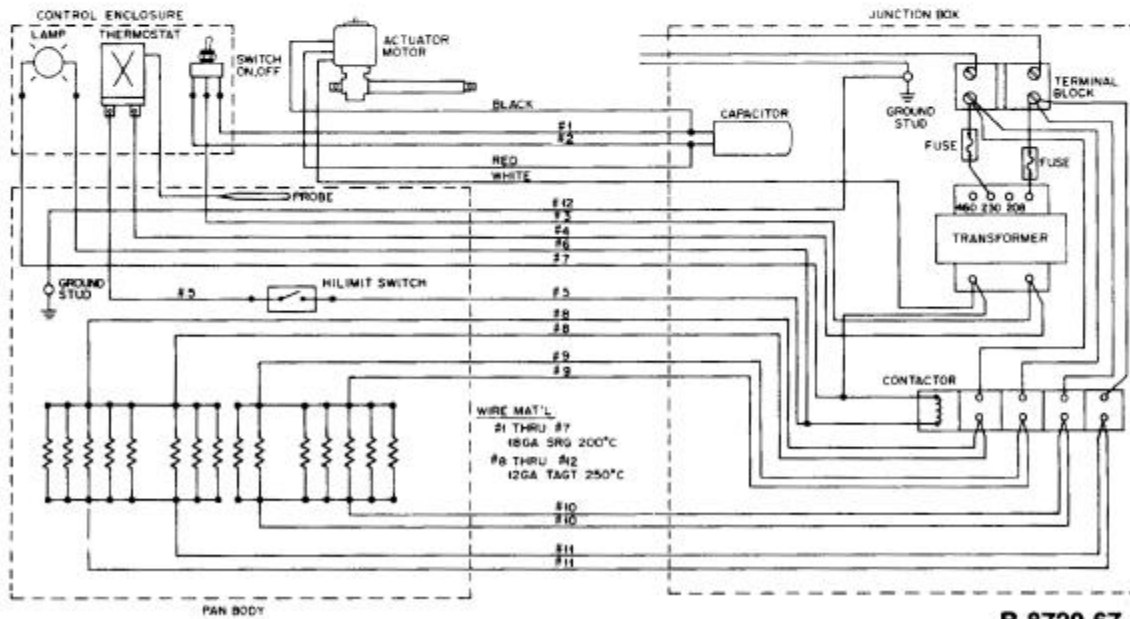 CONTROL ENCLOSURE
LAMP
THERMOSTAT
SWITCH
ON,OFF
ACTUATOR
MOTOR
JUNCTION BOX
TERMINAL
BLOCK
GROUND
STUD
CAPACITOR
FUSE
FUSE
BLACK
#1
#2
RED
WHITE
PROBE
#12
#3
#4
#6
#7
460 230 208
TRANSFORMER
GROUND
STUD
#5
HILIMIT SWITCH
#5
#8
#8
#9
#9
CONTACTOR
WIRE MAT'L
#1 THRU #7
18GA SRG 200°C
#8 THRU #12
12GA TAGT 250°C
#10
#10
#11
#11
PAN BODY